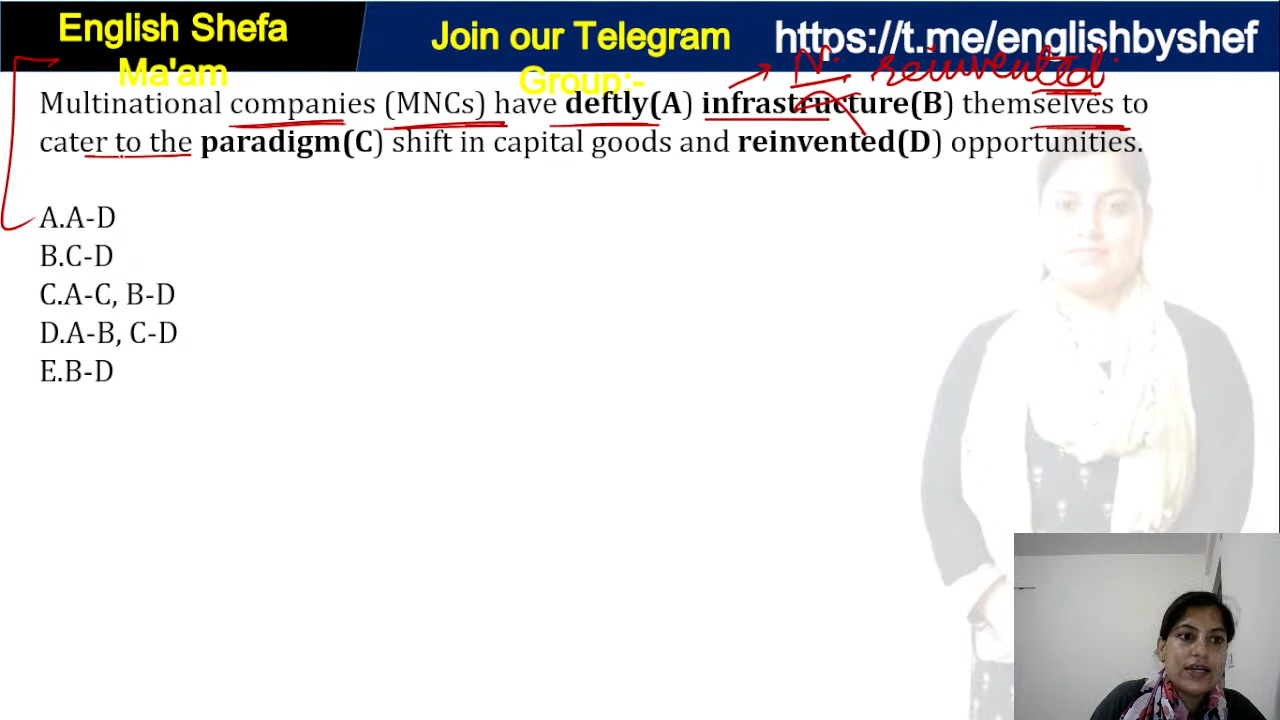 English Shefa
Ma'am
Join our Telegram
Group:-
https://t.me/englishbyshef
N. reinvented
Multinational companies (MNCs) have deftly(A) infrastructure(B) themselves to
cater to the paradigm(C) shift in capital goods and reinvented(D) opportunities.
A.A-D
B.C-D
C.A-C, B-D
D.A-B, C-D
E.B-D